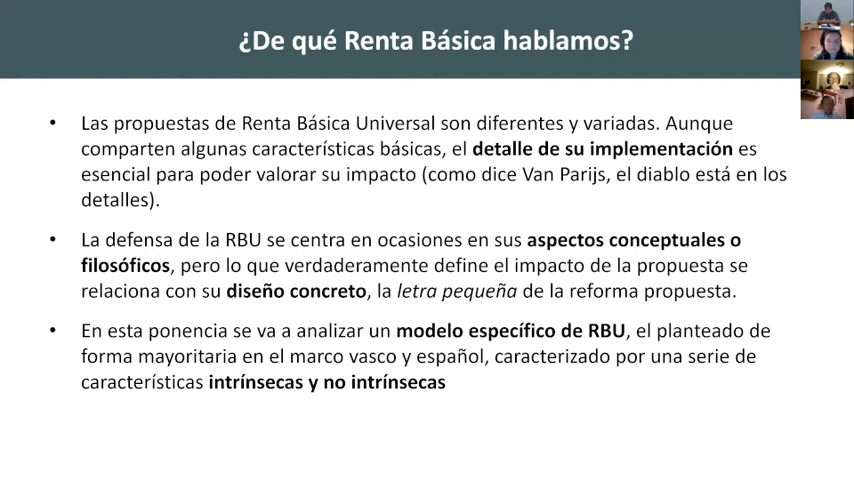 ¿De qué Renta Básica hablamos?
• Las propuestas de Renta Básica Universal son diferentes y variadas. Aunque
comparten algunas características básicas, el detalle de su implementación es
esencial para poder valorar su impacto (como dice Van Parijs, el diablo está en los
detalles).
• La defensa de la RBU se centra en ocasiones en sus aspectos conceptuales o
filosóficos, pero lo que verdaderamente define el impacto de la propuesta se
relaciona con su diseño concreto, la letra pequeña de la reforma propuesta.
• En esta ponencia se va a analizar un modelo específico de RBU, el planteado de
forma mayoritaria en el marco vasco y español, caracterizado por una serie de
características intrínsecas y no intrínsecas